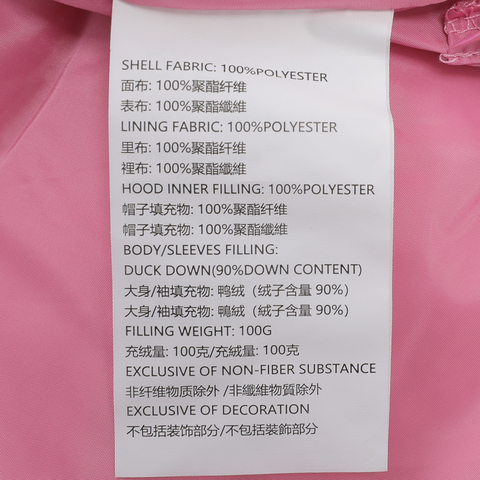 SHELL FABRIC: 100%POLYESTER
面布: 100%聚酯纤维
表布: 100%聚酯纖維
LINING FABRIC: 100%POLYESTER
里布: 100%聚酯纤维
裡布: 100%聚酯纖維
HOOD INNER FILLING: 100%POLYESTER
帽子填充物: 100%聚酯纤维
帽子填充物: 100%聚酯纖維
BODY/SLEEVES FILLING:
DUCK DOWN(90%DOWN CONTENT)
大身/袖填充物: 鸭绒（绒子含量 90%）
大身/袖填充物: 鴨絨（絨子含量 90%）
FILLING WEIGHT: 100G
充绒量: 100克/充絨量: 100克
EXCLUSIVE OF NON-FIBER SUBSTANCE
非纤维物质除外 /非纖維物質除外
EXCLUSIVE OF DECORATION
不包括装饰部分/不包括裝飾部分